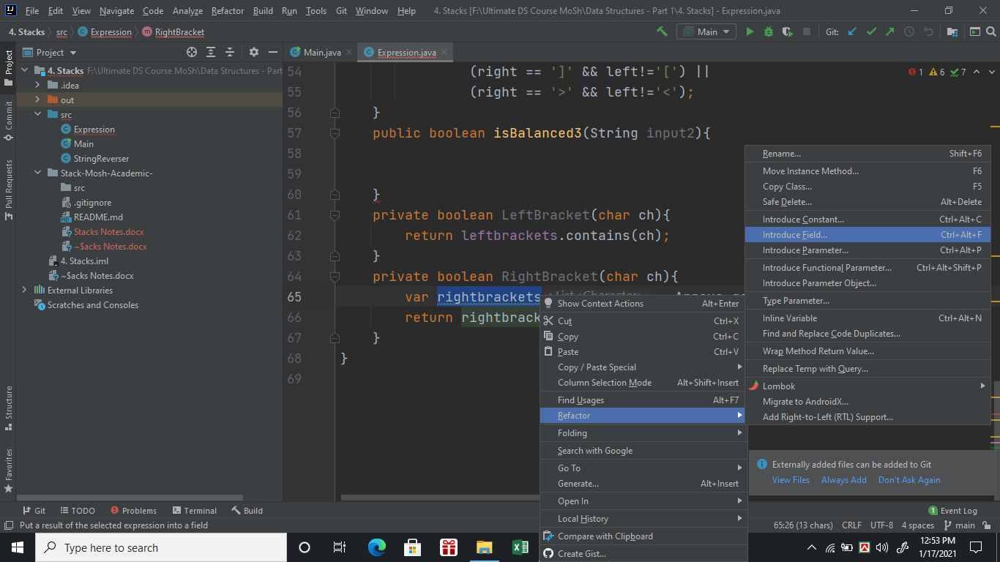 File Edit View Navigate Code Analyze Refactor Build Run Tools Git Window Help 4. Stacks [F:\Ultimate DS Course MoSh\Data Structures - Part 1\4. Stacks] - Expression.java
4. Stacks src Expression RightBracket Main Git:
Project
Main.java Expression.java
4. Stacks F:\Ultimate DS Course MoSh\Data Structures - Part
.idea
out
src
Expression
Main
StringReverser
Stack-Mosh-Academic-
src
.gitignore
README.md
Stacks Notes.docx
~$acks Notes.docx
4. Stacks.iml
~$acks Notes.docx
External Libraries
Scratches and Consoles
Project
Commit
Pull Requests
Structure
Favorites
1 6 7
54 (right == ']' && left!='[') ||
55 (right == '>' && left!='<');
56 }
57 public boolean isBalanced3(String input2){
58
59
60 }
61 private boolean LeftBracket(char ch){
62 return leftbrackets.contains(ch);
63 }
64 private boolean RightBracket(char ch){
65 var rightbrackets
66 return rightbrack
67 }
68 }
69
Show Context Actions Alt+Enter
Cut Ctrl+X
Copy Ctrl+C
Paste Ctrl+V
Copy / Paste Special
Column Selection Mode Alt+Shift+Insert
Find Usages Alt+F7
Refactor
Folding
Search with Google
Go To
Generate... Alt+Insert
Open In
Local History
Compare with Clipboard
Create Gist...
Rename... Shift+F6
Move Instance Method... F6
Copy Class... F5
Safe Delete... Alt+Delete
Introduce Constant... Ctrl+Alt+C
Introduce Field... Ctrl+Alt+F
Introduce Parameter... Ctrl+Alt+P
Introduce Functional Parameter... Ctrl+Alt+Shift+P
Introduce Parameter Object...
Type Parameter...
Inline Variable Ctrl+Alt+N
Find and Replace Code Duplicates...
Wrap Method Return Value...
Replace Temp with Query...
Lombok
Migrate to AndroidX...
Add Right-to-Left (RTL) Support...
Externally added files can be added to Git
View Files Always Add Don't Ask Again
Git TODO Problems Terminal Build 1 Event Log
Put a result of the selected expression into a field 65:26 (13 chars) CRLF UTF-8 4 spaces main
Type here to search
12:53 PM
1/17/2021